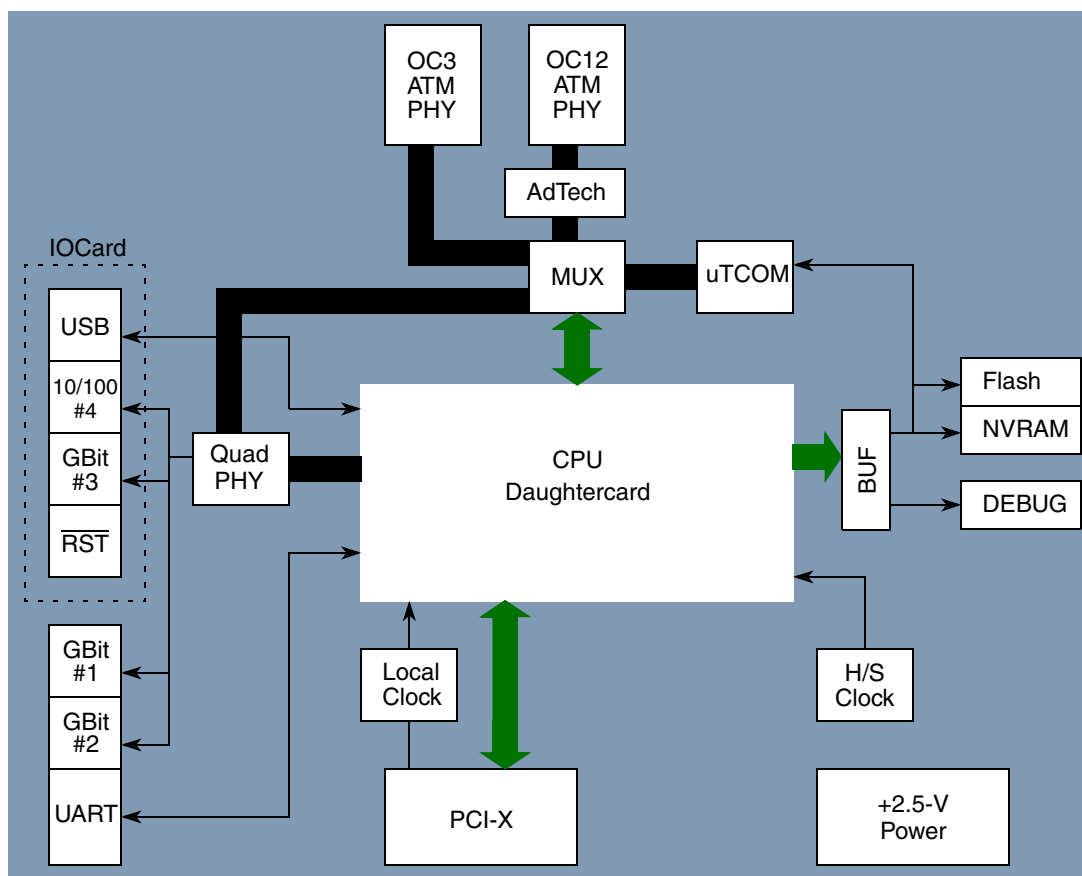 OC3
ATM
PHY
OC12
ATM
PHY
AdTech
IOCard
MUX
uTCOM
USB
10/100
#4
GBit
#3
RST
Quad
PHY
CPU
Daughtercard
BUF
Flash
NVRAM
DEBUG
GBit
#1
GBit
#2
UART
Local
Clock
H/S
Clock
PCI-X
+2.5-V
Power